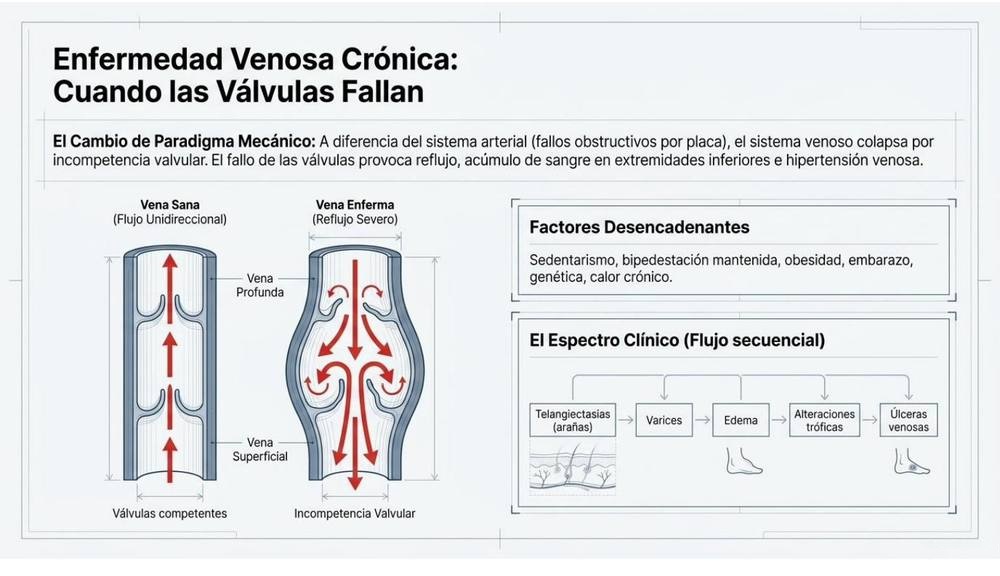 Enfermedad Venosa Crónica:
Cuando las Válvulas Fallan
El Cambio de Paradigma Mecánico: A diferencia del sistema arterial (fallos obstructivos por placa), el sistema venoso colapsa por
incompetencia valvular. El fallo de las válvulas provoca reflujo, acúmulo de sangre en extremidades inferiores e hipertensión venosa.
Vena Sana
(Flujo Unidireccional)
Vena Enferma
(Reflujo Severo)
Vena
Profunda
Vena
Superficial
Válvulas competentes
Incompetencia Valvular
Factores Desencadenantes
Sedentarismo, bipedestación mantenida, obesidad, embarazo,
genética, calor crónico.
El Espectro Clínico (Flujo secuencial)
Telangiectasías
(arañas)
Varices
Edema
Alteraciones
tróficas
Úlceras
venosas